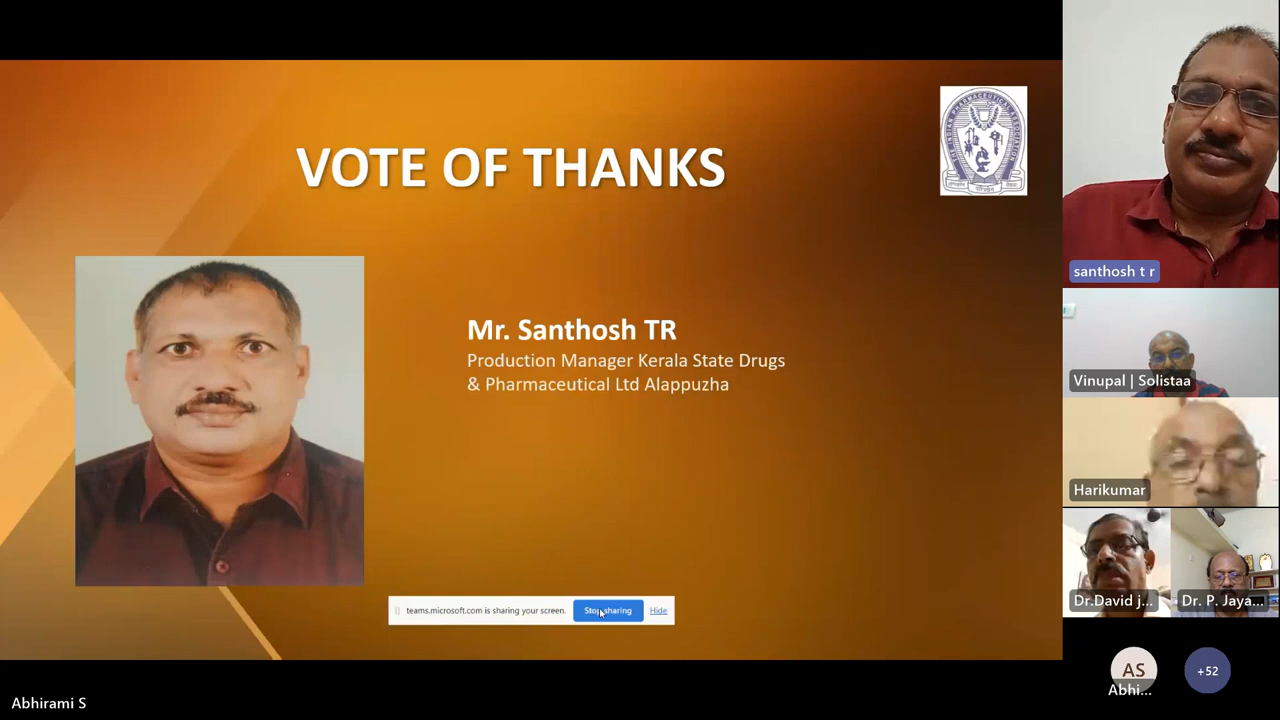 VOTE OF THANKS
Mr. Santhosh TR
Production Manager Kerala State Drugs
& Pharmaceutical Ltd Alappuzha
teams.microsoft.com is sharing your screen.
Stop sharing
Hide
santhosh t r
Vinupal | Solistaa
Harikumar
Dr.David j...
Dr. P. Jaya...
AS
Abhi...
+52
Abhirami S